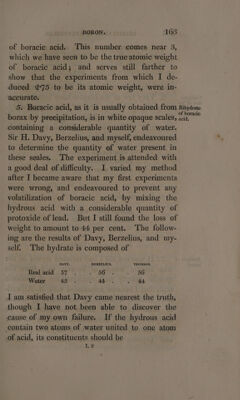 BORON. 163
of boracic acid. This number comes near 3,
which we have seen to be the true atomic weight
of boracic acid; and serves still farther to
show that the experiments from which I de-
duced 2·75 to be its atomic weight, were in-
accurate.
5. Boracic acid, as it is usually obtained from
borax by precipitation, is in white opaque scales,
Bihydrate
of boracic
acid.
containing a considerable quantity of water.
Sir H. Davy, Berzelius, and myself, endeavoured
to determine the quantity of water present in
these scales. The experiment is attended with
a good deal of difficulty. I varied my method
after I became aware that my first experiments
were wrong, and endeavoured to prevent any
volatilization of boracic acid, by mixing the
hydrous acid with a considerable quantity of
protoxide of lead. But I still found the loss of
weight to amount to 44 per cent. The follow-
ing are the results of Davy, Berzelius, and my-
self. The hydrate is composed of
DAVY. BERZELIUS. THOMSON.
Real acid 57 . . 56 . . 56
Water 43 . . 44 . . 44
I am satisfied that Davy came nearest the truth,
though I have not been able to discover the
cause of my own failure. If the hydrous acid
contain two atoms of water united to one atom
of acid, its constituents should be
L 2